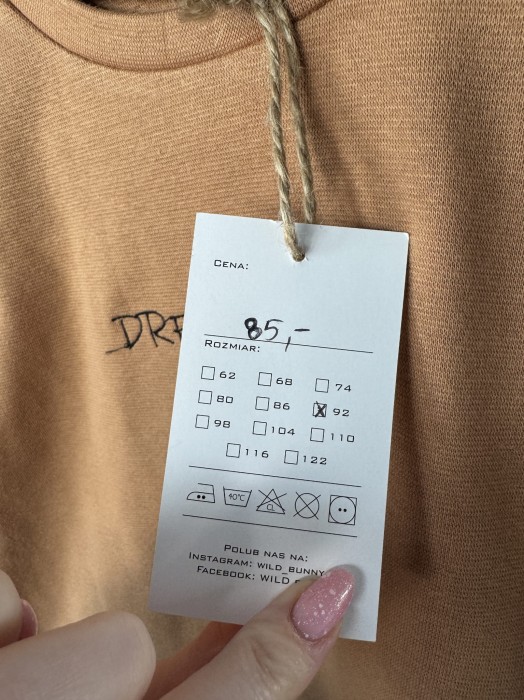 CENA:
85,-
ROZMIAR:
62 68 74
80 86 92
98 104 110
116 122
40°C CL
POLUB NAS NA:
INSTAGRAM: WILD_BUNNY
FACEBOOK: WILD